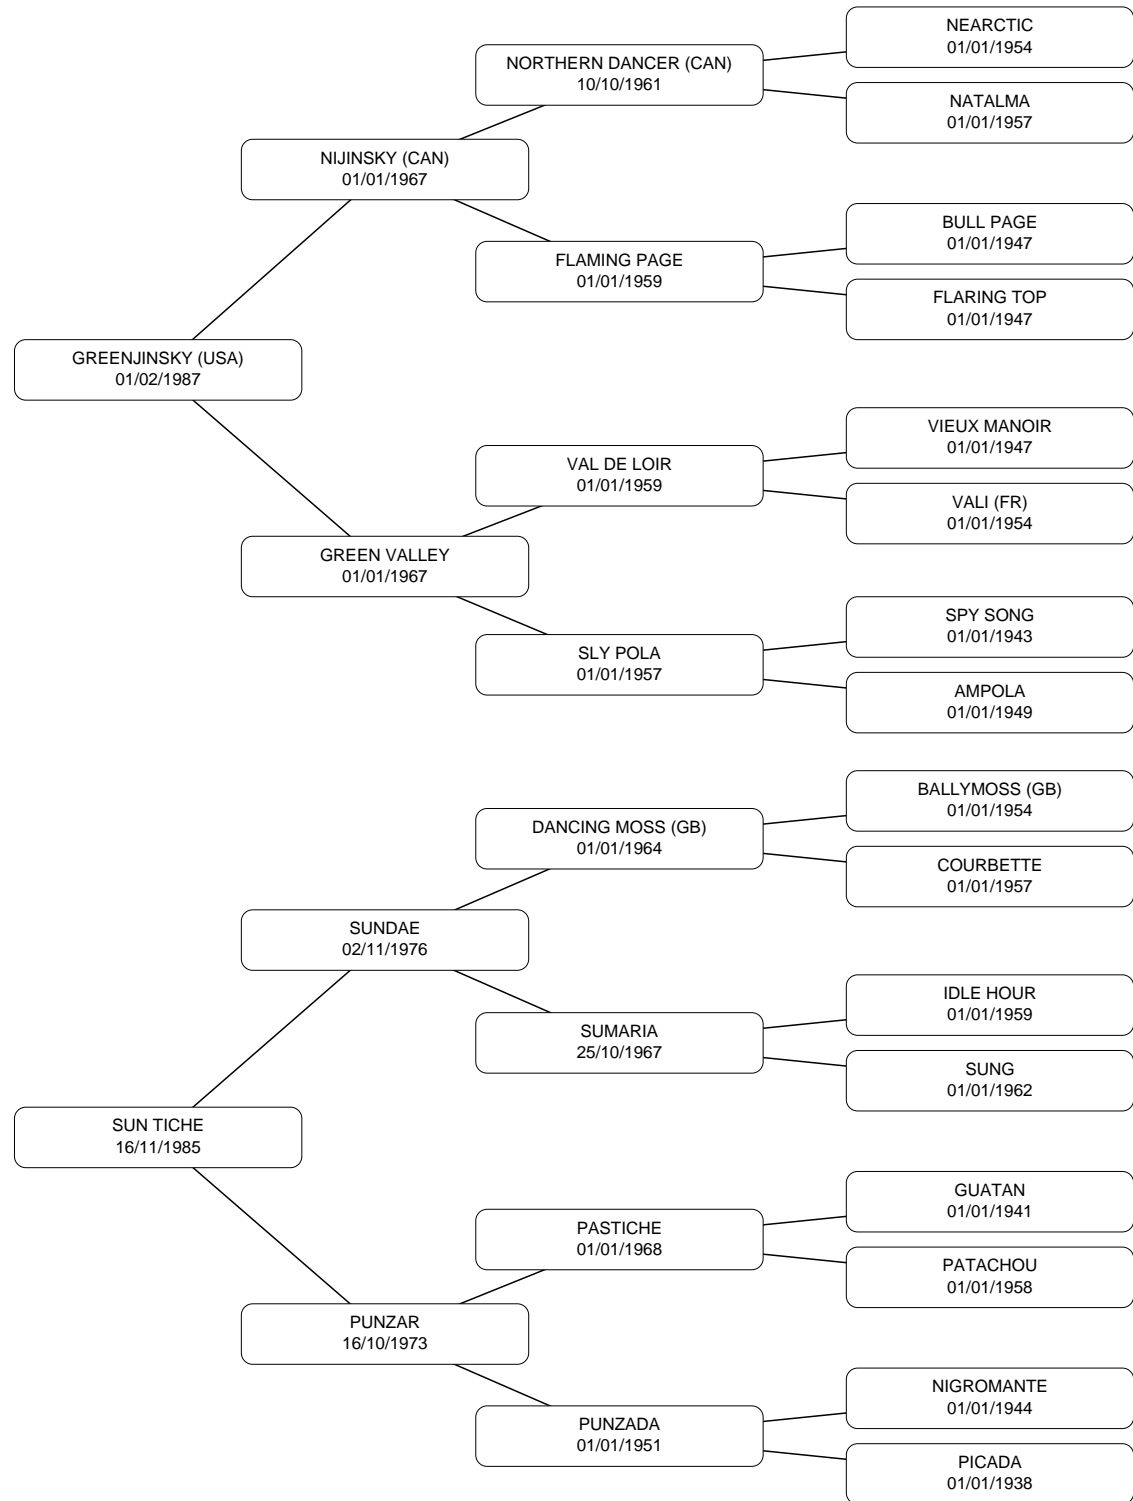 NEARCTIC
01/01/1954
NORTHERN DANCER (CAN)
10/10/1961
NATALMA
01/01/1957
NIJINSKY (CAN)
01/01/1967
BULL PAGE
01/01/1947
FLAMING PAGE
01/01/1959
FLARING TOP
01/01/1947
GREENJINSKY (USA)
01/02/1987
VIEUX MANOIR
01/01/1947
VAL DE LOIR
01/01/1959
VALI (FR)
01/01/1954
GREEN VALLEY
01/01/1967
SPY SONG
01/01/1943
SLY POLA
01/01/1957
AMPOLA
01/01/1949
BALLYMOSS (GB)
01/01/1954
DANCING MOSS (GB)
01/01/1964
COURBETTE
01/01/1957
SUNDAE
02/11/1976
IDLE HOUR
01/01/1959
SUMARIA
25/10/1967
SUNG
01/01/1962
SUN TICHE
16/11/1985
GUATAN
01/01/1941
PASTICHE
01/01/1968
PATACHOU
01/01/1958
PUNZAR
16/10/1973
NIGROMANTE
01/01/1944
PUNZADA
01/01/1951
PICADA
01/01/1938